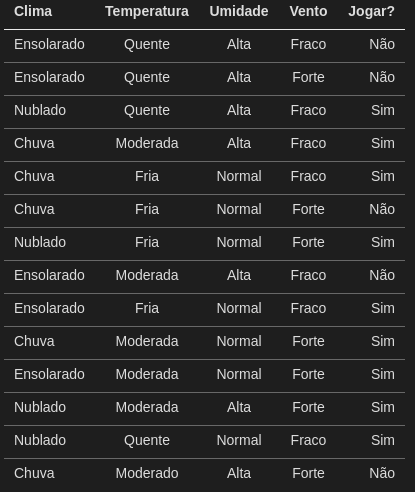 Clima Temperatura Umidade Vento Jogar?
Ensolarado Quente Alta Fraco Não
Ensolarado Quente Alta Forte Não
Nublado Quente Alta Fraco Sim
Chuva Moderada Alta Fraco Sim
Chuva Fria Normal Fraco Sim
Chuva Fria Normal Forte Não
Nublado Fria Normal Forte Sim
Ensolarado Moderada Alta Fraco Não
Ensolarado Fria Normal Fraco Sim
Chuva Moderada Normal Forte Sim
Ensolarado Moderada Normal Forte Sim
Nublado Moderada Alta Forte Sim
Nublado Quente Normal Fraco Sim
Chuva Moderado Alta Forte Não